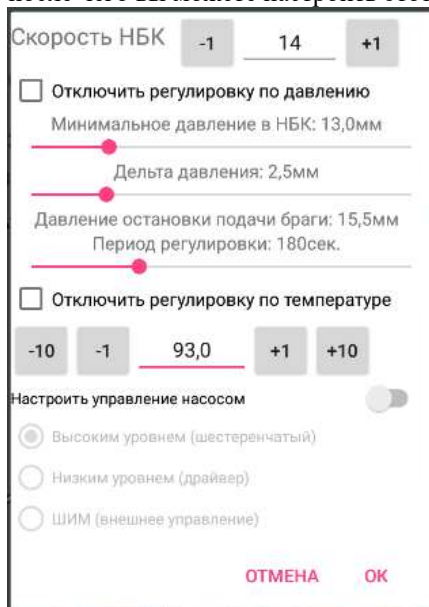 Скорость НБК -1 14 +1
Отключить регулировку по давлению
Минимальное давление в НБК: 13,0мм
Дельта давления: 2,5мм
Давление остановки подачи браги: 15,5мм
Период регулировки: 180сек.
Отключить регулировку по температуре
-10 -1 93,0 +1 +10
Настроить управление насосом
Высоким уровнем (шестеренчатый)
Низким уровнем (драйвер)
ШИМ (внешнее управление)
ОТМЕНА OK